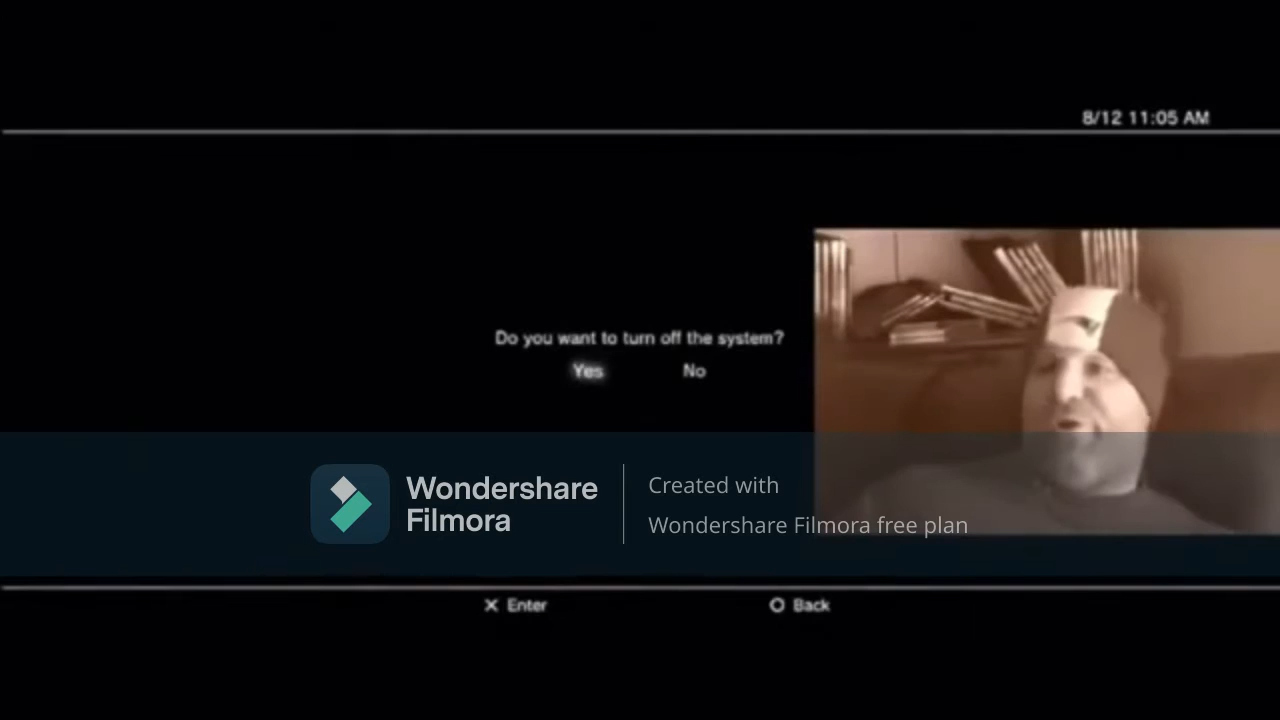 8/12 11:05 AM
Do you want to turn off the system?
Yes No
Wondershare
Filmora
Created with
Wondershare Filmora free plan
X Enter O Back